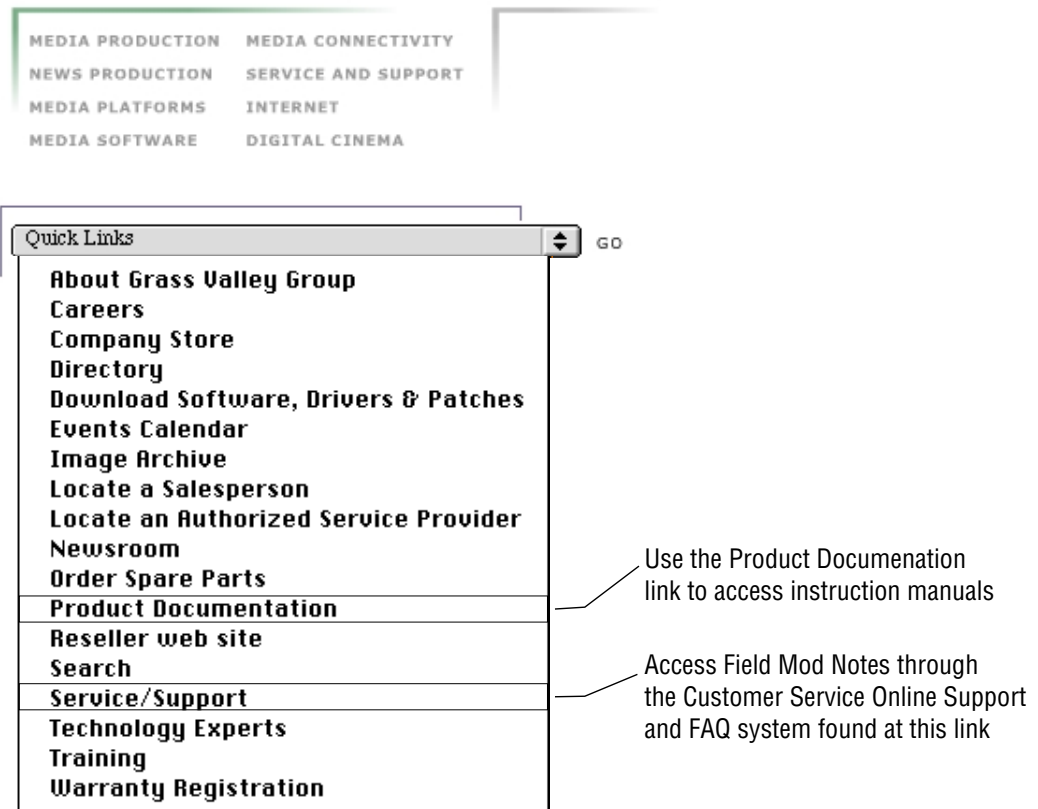 MEDIA PRODUCTION MEDIA CONNECTIVITY
NEWS PRODUCTION SERVICE AND SUPPORT
MEDIA PLATFORMS INTERNET
MEDIA SOFTWARE DIGITAL CINEMA
Quick Links GO
About Grass Valley Group
Careers
Company Store
Directory
Download Software, Drivers & Patches
Events Calendar
Image Archive
Locate a Salesperson
Locate an Authorized Service Provider
Newsroom
Order Spare Parts
Product Documentation
Reseller web site
Search
Service/Support
Technology Experts
Training
Warranty Registration
Use the Product Documenation
link to access instruction manuals
Access Field Mod Notes through
the Customer Service Online Support
and FAQ system found at this link